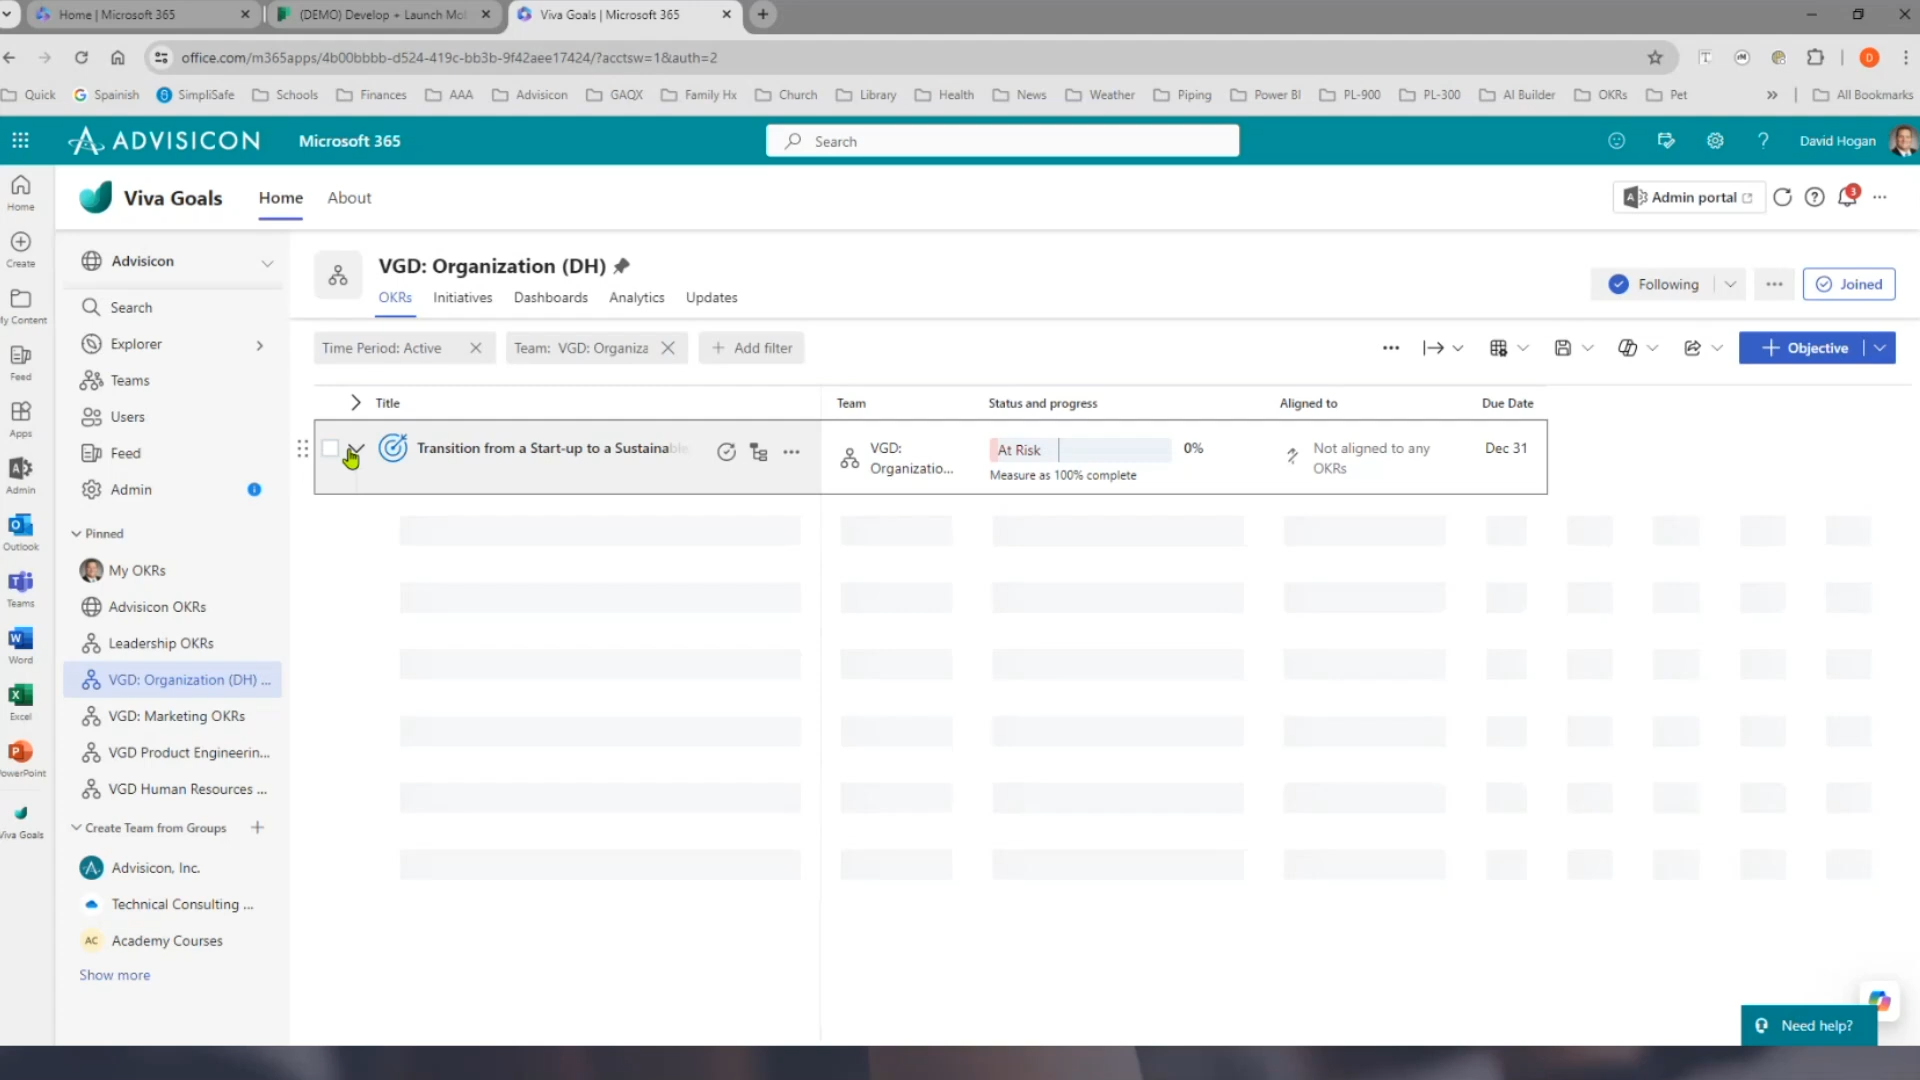 Home | Microsoft 365
(DEMO) Develop + Launch Mo
Viva Goals | Microsoft 365
office.com/m365apps/4b00bbbb-d524-419c-bb3b-9f42aee17424/?acctsw=1&auth=2
D
Quick
Spainish
SimpliSafe
Schools
Finances
AAA
Advisicon
GAQX
Family Hx
Church
Library
Health
News
Weather
Piping
Power BI
PL-900
PL-300
AI Builder
OKRs
Pet
All Bookmarks
ADVISICON
Microsoft 365
Search
David Hogan
Home
Create
My Content
Feed
Apps
Admin
Outlook
Teams
Word
Excel
PowerPoint
Viva Goals
Viva Goals
Home
About
Admin portal
3
Advisicon
Search
Explorer
Teams
Users
Feed
Admin
Pinned
My OKRs
Advisicon OKRs
Leadership OKRs
VGD: Organization (DH) ...
VGD: Marketing OKRs
VGD Product Engineerin...
VGD Human Resources ...
Create Team from Groups
Advisicon, Inc.
Technical Consulting ...
AC
Academy Courses
Show more
VGD: Organization (DH)
OKRs
Initiatives
Dashboards
Analytics
Updates
Following
Joined
Time Period: Active
Team: VGD: Organiza
Add filter
Objective
Title
Team
Status and progress
Aligned to
Due Date
Transition from a Start-up to a Sustainable
VGD:
Organizatio...
At Risk
0%
Measure as 100% complete
Not aligned to any
OKRs
Dec 31
Need help?